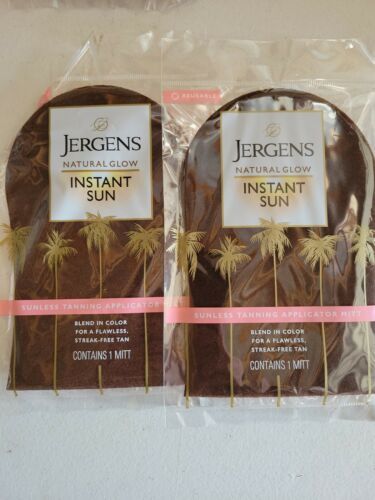 JERGENS
NATURAL GLOW
INSTANT
SUN
SUNLESS TANNING APPLICATOR
BLEND IN COLOR
FOR A FLAWLESS,
STREAK-FREE TAN
CONTAINS 1 MITT
REUSABLE
JERGENS
NATURAL GLOW
INSTANT
SUN
SUNLESS TANNING APPLICATOR MITT
BLEND IN COLOR
FOR A FLAWLESS,
STREAK-FREE TAN
CONTAINS 1 MITT